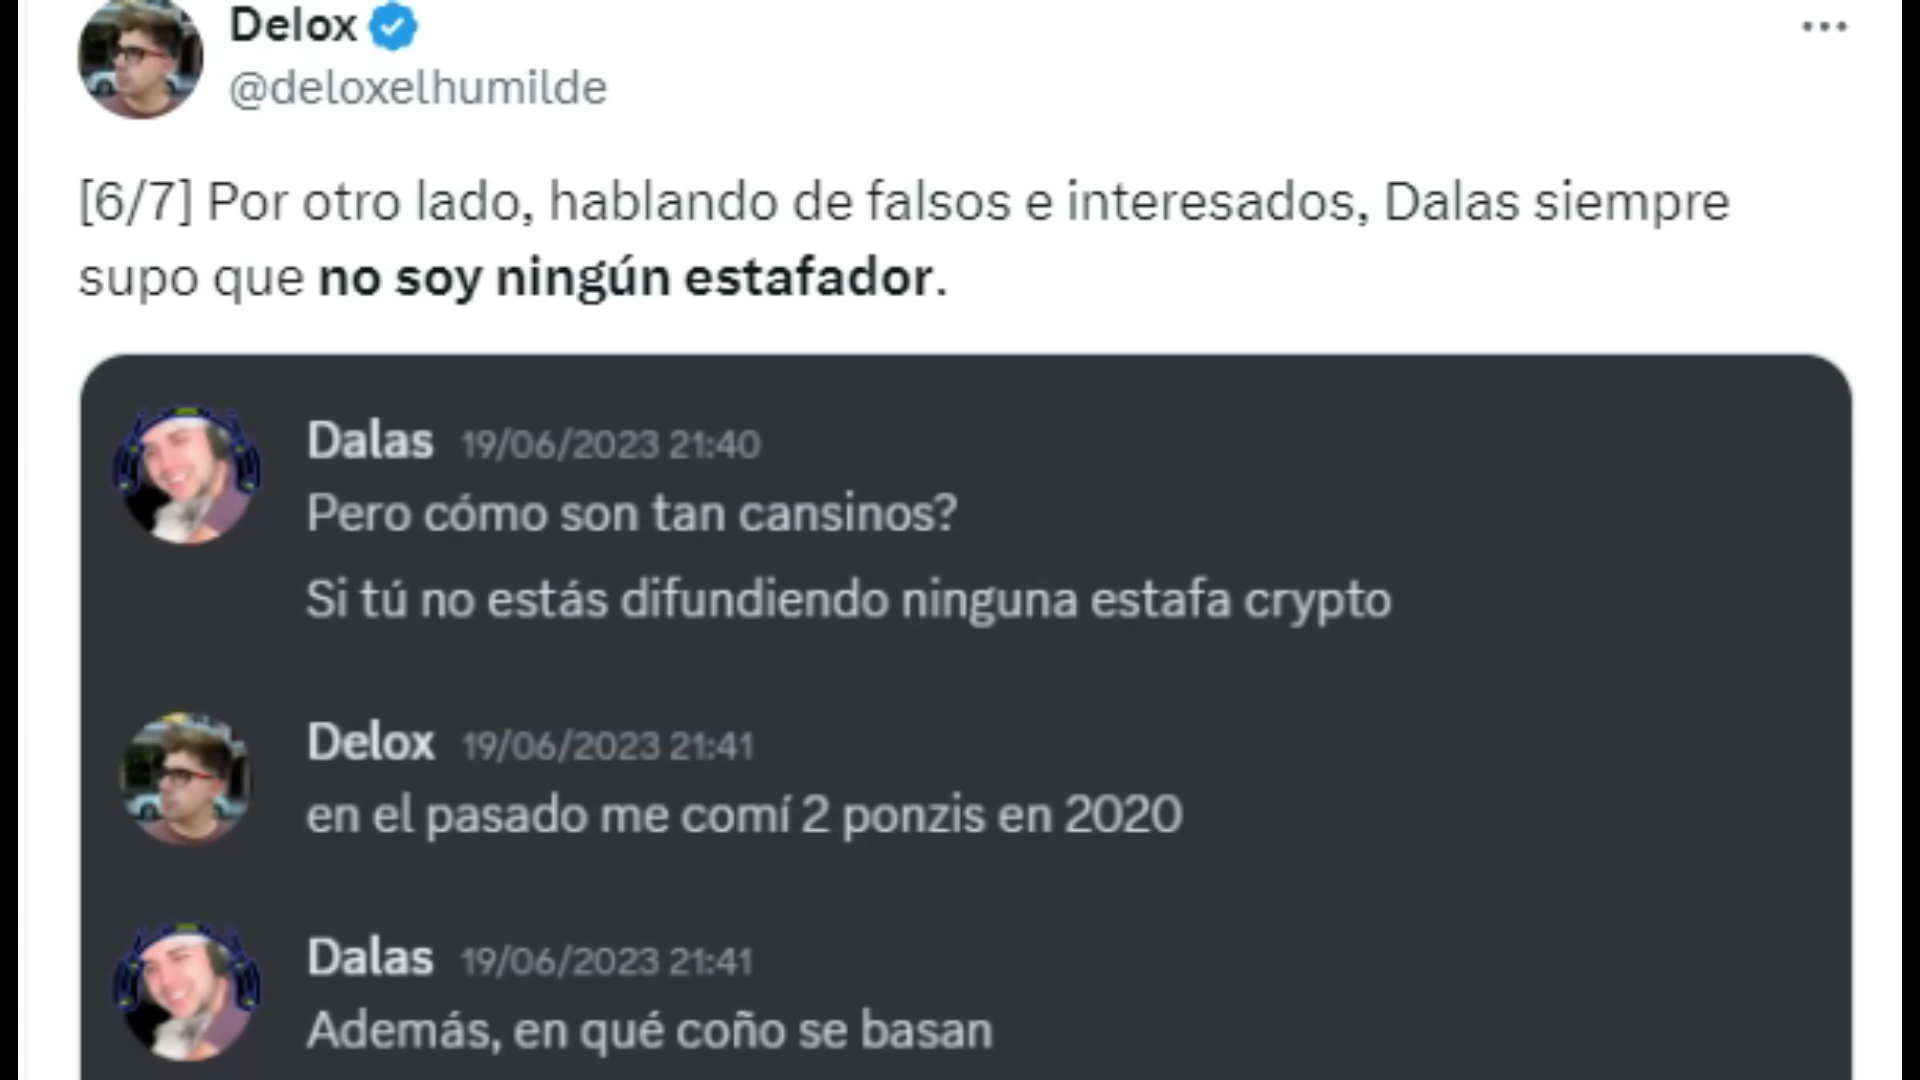 Delox
@deloxelhumilde
[6/7] Por otro lado, hablando de falsos e interesados, Dalas siempre
supo que no soy ningún estafador.
Dalas 19/06/2023 21:40
Pero cómo son tan cansinos?
Si tú no estás difundiendo ninguna estafa crypto
Delox 19/06/2023 21:41
en el pasado me comí 2 ponzis en 2020
Dalas 19/06/2023 21:41
Además, en qué coño se basan